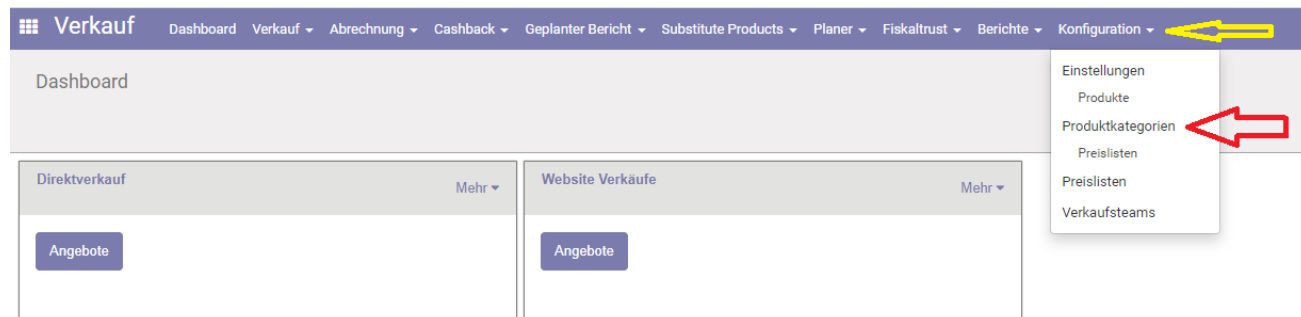 Verkauf Dashboard Verkauf Abrechnung Cashback Geplanter Bericht Substitute Products Planer Fiskaltrust Berichte Konfiguration
Dashboard
Einstellungen
Produkte
Produktkategorien
Preislisten
Preislisten
Verkaufsteams
Direktverkauf Mehr
Angebote
Website Verkäufe Mehr
Angebote